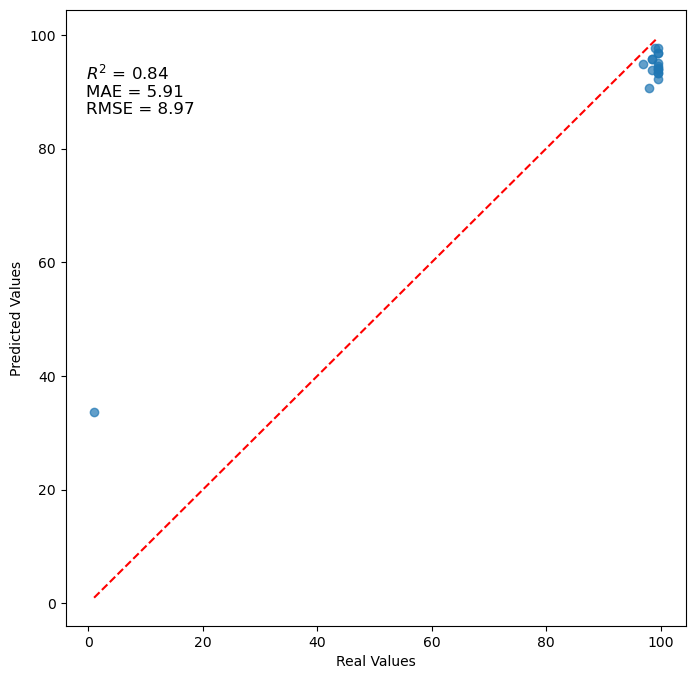 100
R² = 0.84
MAE = 5.91
RMSE = 8.97
80
60
Predicted Values
40
20
0
0 20 40 60 80 100
Real Values